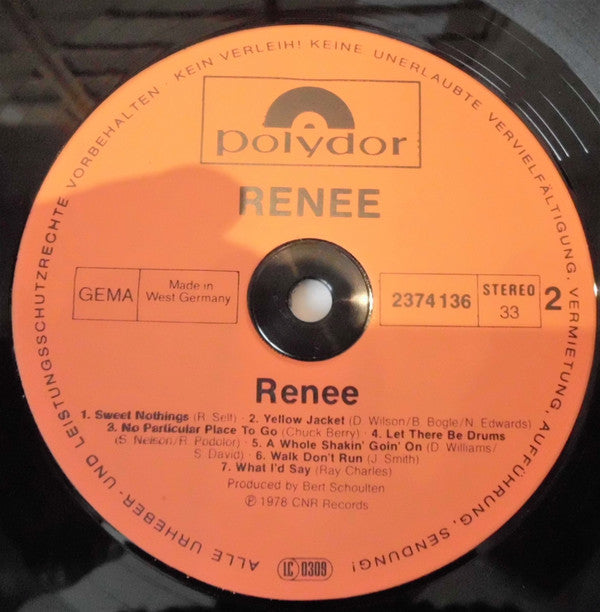 ALLE URHEBER- UND LEISTUNGSSCHUTZRECHTE VORBEHALTEN · KEIN VERLEIH! KEINE UNERLAUBTE VERVIELFÄLTIGUNG, VERMIETUNG, AUFFÜHRUNG, SENDUNG!
polydor
RENEE
GEMA
Made in
West Germany
2374 136
STEREO
33
2
Renee
1. Sweet Nothings (R. Self) · 2. Yellow Jacket (D. Wilson/B. Bogle/N. Edwards)
3. No Particular Place To Go (Chuck Berry) · 4. Let There Be Drums
(S. Nelson/R. Podolor) · 5. A Whole Shakin' Goin' On (D. Williams/
S. David) · 6. Walk Don't Run (J. Smith)
7. What I'd Say (Ray Charles)
Produced by Bert Schoulten
℗ 1978 CNR Records
LC 0309